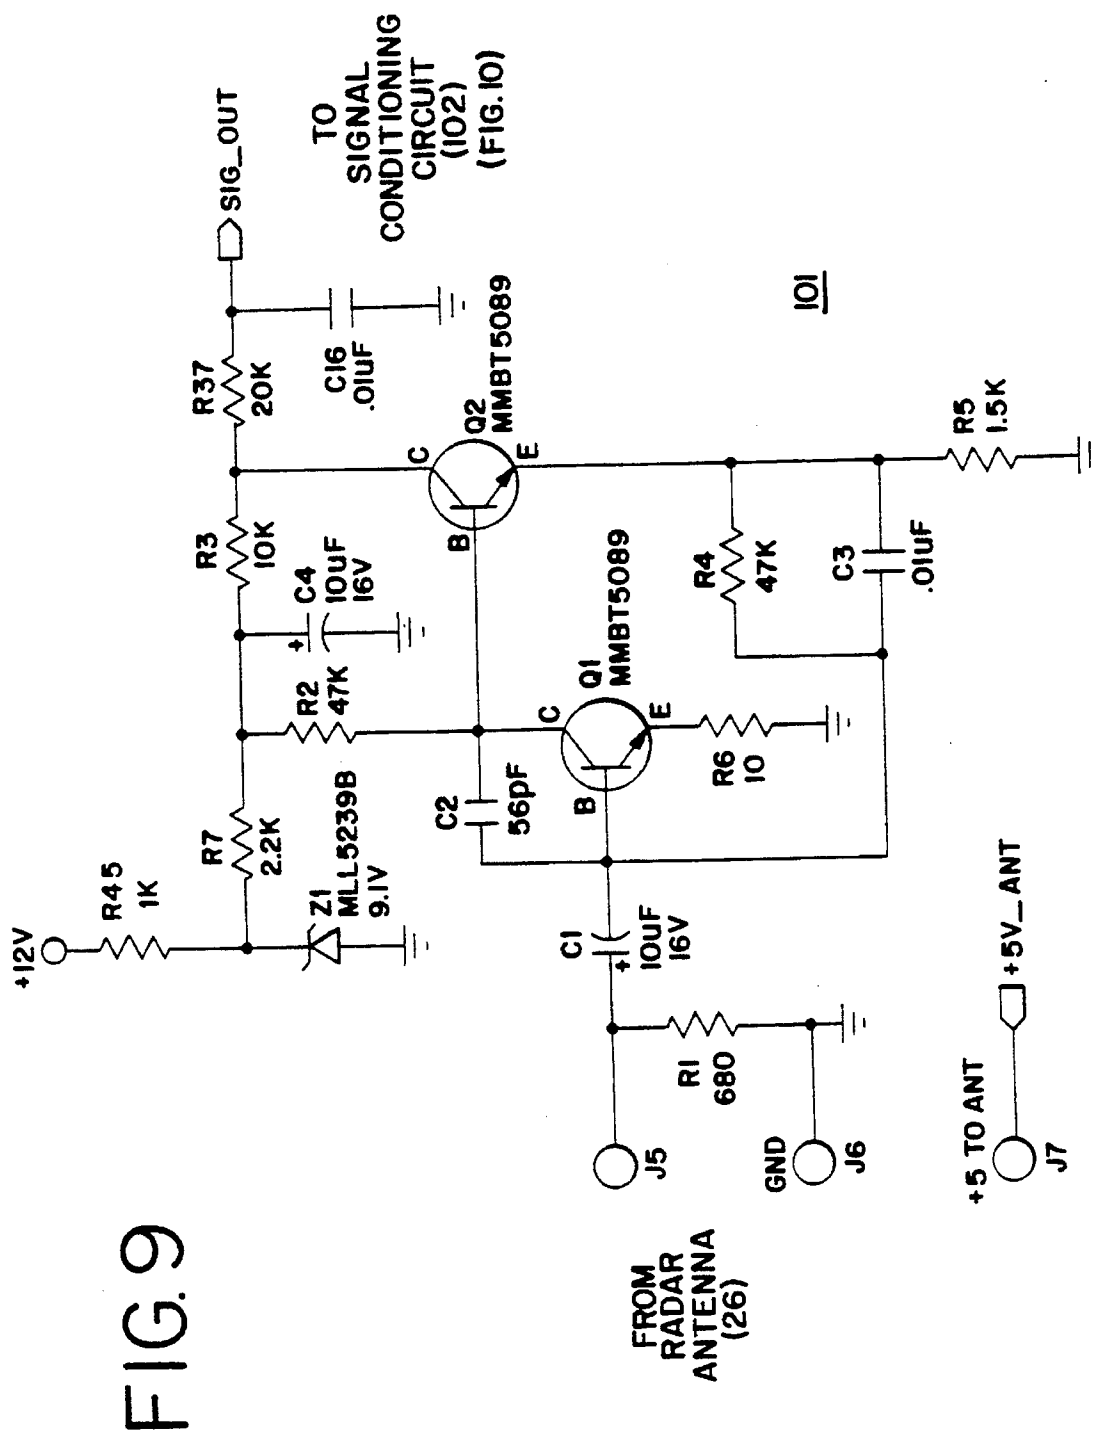 FIG. 9
+12V
R45
1K
R7
2.2K
Z1
MLL5239B
9.1V
R2
47K
C4
10UF
16V
+
R3
10K
R37
20K
C16
.01UF
SIG_OUT
TO
SIGNAL
CONDITIONING
CIRCUIT
(102)
(FIG.10)
C2
56pF
B
C
E
Q1
MMBT5089
B
C
E
Q2
MMBT5089
R6
10
R4
47K
C3
.01UF
R5
1.5K
C1
+
10UF
16V
R1
680
J5
GND
J6
FROM
RADAR
ANTENNA
(26)
+5 TO ANT
J7
+5V_ANT
101